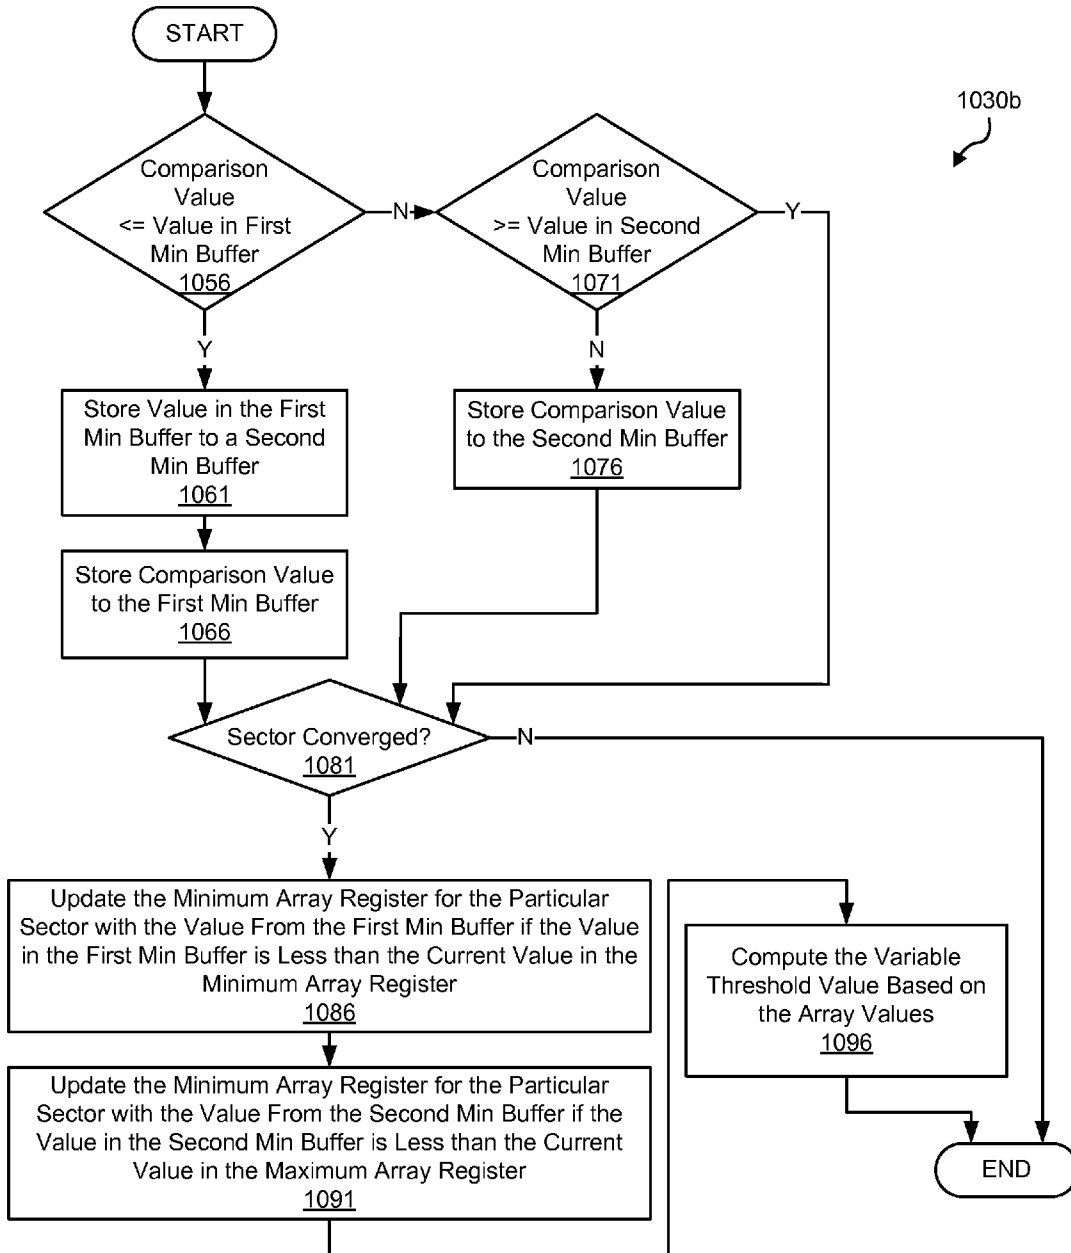 START
1030b
Comparison
Value
<= Value in First
Min Buffer
1056
N
Comparison
Value
>= Value in Second
Min Buffer
1071
Y
Y
N
Store Value in the First
Min Buffer to a Second
Min Buffer
1061
Store Comparison Value
to the Second Min Buffer
1076
Store Comparison Value
to the First Min Buffer
1066
Sector Converged?
1081
N
Y
Update the Minimum Array Register for the Particular
Sector with the Value From the First Min Buffer if the Value
in the First Min Buffer is Less than the Current Value in the
Minimum Array Register
1086
Update the Minimum Array Register for the Particular
Sector with the Value From the Second Min Buffer if the
Value in the Second Min Buffer is Less than the Current
Value in the Maximum Array Register
1091
Compute the Variable
Threshold Value Based on
the Array Values
1096
END